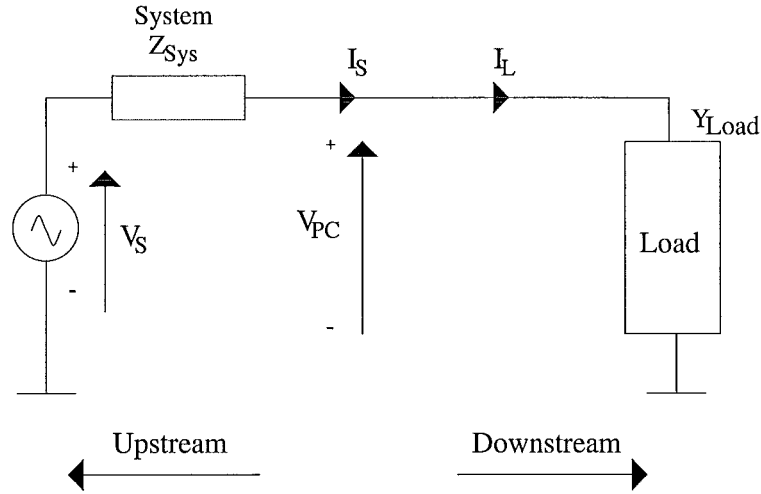 System
Z_Sys
I_S
I_L
Y_Load
+
+
V_S
V_PC
Load
-
-
Upstream
Downstream